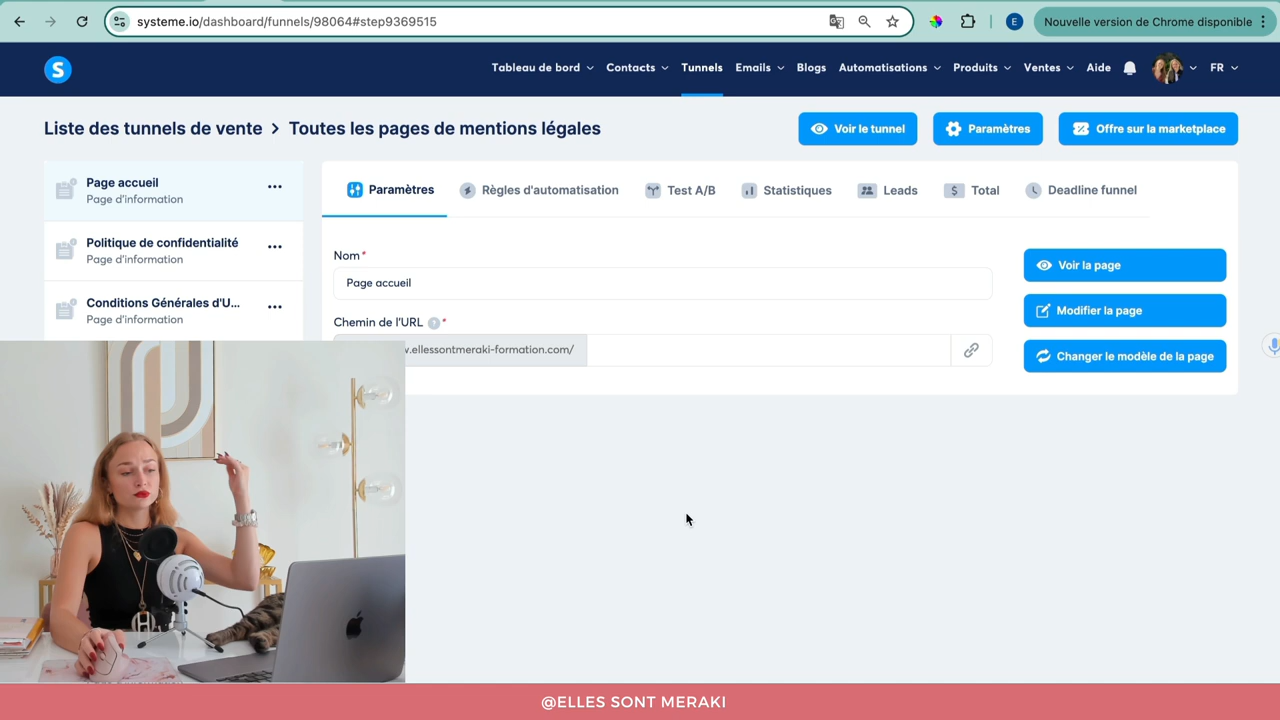 systeme.io/dashboard/funnels/98064#step9369515
E
Nouvelle version de Chrome disponible
S
Tableau de bord
Contacts
Tunnels
Emails
Blogs
Automatisations
Produits
Ventes
Aide
FR
Liste des tunnels de vente > Toutes les pages de mentions légales
Voir le tunnel
Paramètres
Offre sur la marketplace
Page accueil
Page d'information
Politique de confidentialité
Page d'information
Conditions Générales d'U...
Page d'information
Paramètres
Règles d'automatisation
Test A/B
Statistiques
Leads
Total
Deadline funnel
Nom*
Page accueil
Chemin de l'URL ? *
.ellessontmeraki-formation.com/
Voir la page
Modifier la page
Changer le modèle de la page
@ELLES SONT MERAKI